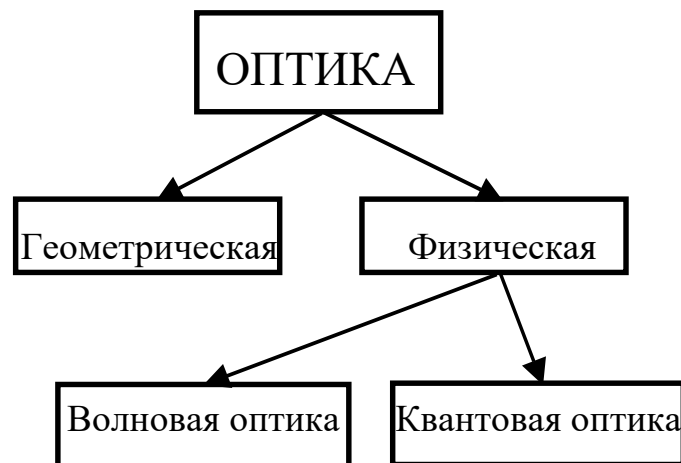 ОПТИКА
Геометрическая
Физическая
Волновая оптика
Квантовая оптика